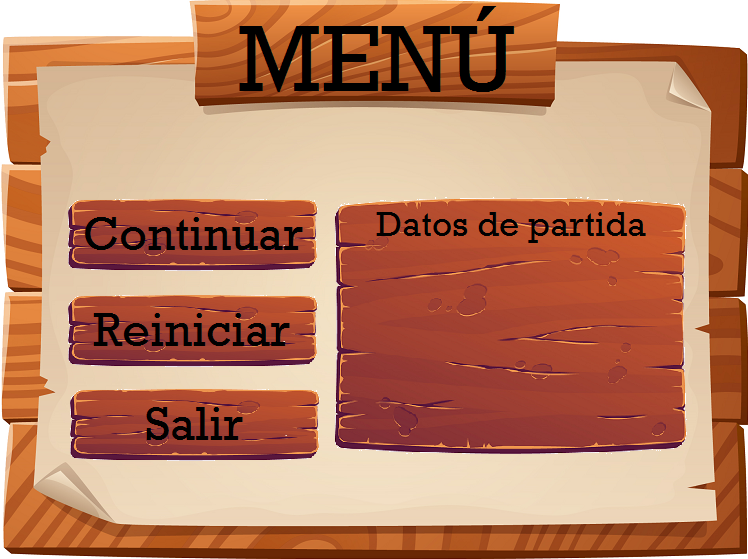 MENÚ
Continuar
Reiniciar
Salir
Datos de partida